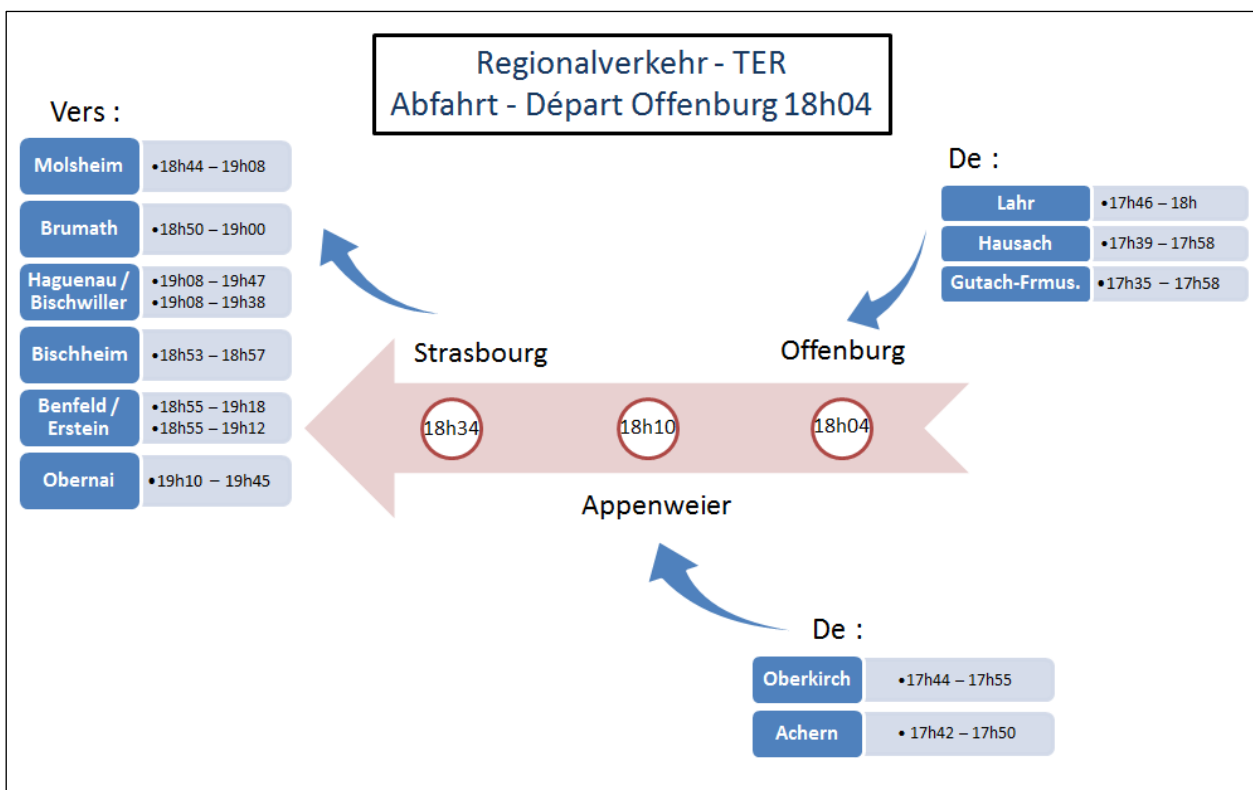 Regionalverkehr - TER
Abfahrt - Départ Offenburg 18h04
Vers :
Molsheim
•18h44 – 19h08
Brumath
•18h50 – 19h00
Haguenau /
Bischwiller
•19h08 – 19h47
•19h08 – 19h38
Bischheim
•18h53 – 18h57
Benfeld /
Erstein
•18h55 – 19h18
•18h55 – 19h12
Obernai
•19h10 – 19h45
De :
Lahr
•17h46 – 18h
Hausach
•17h39 – 17h58
Gutach-Frmus.
•17h35 – 17h58
Strasbourg
Offenburg
18h34
18h10
18h04
Appenweier
De :
Oberkirch
•17h44 – 17h55
Achern
• 17h42 – 17h50